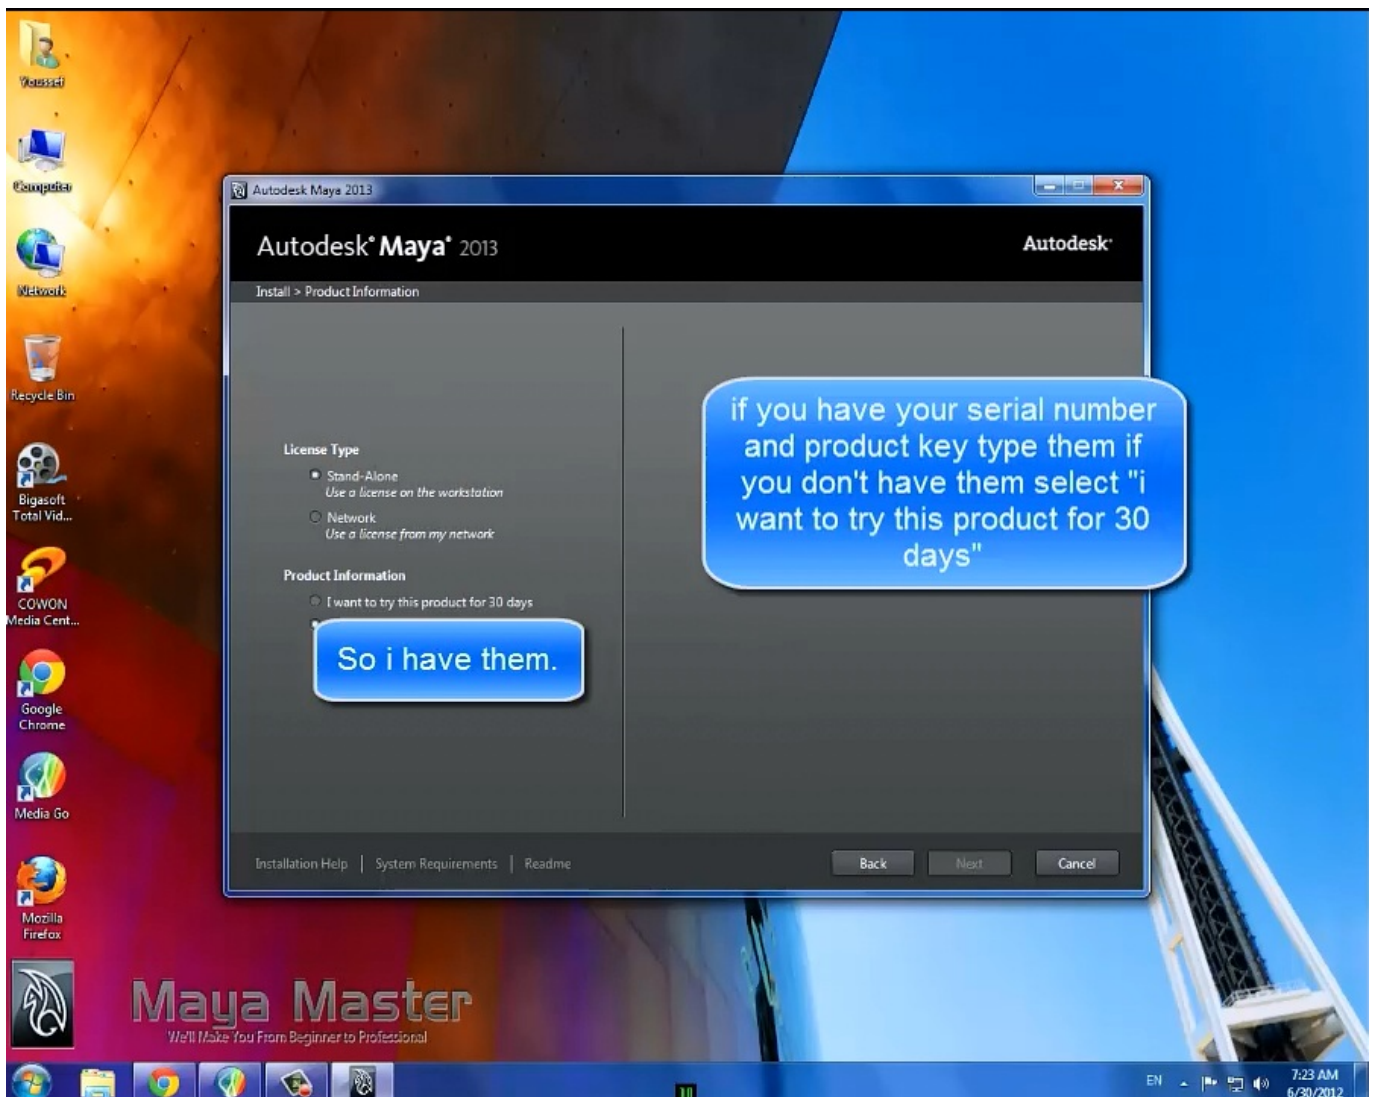 Youssef
Computer
Network
Recycle Bin
Bigasoft
Total Vid...
COWON
Media Cent...
Google
Chrome
Media Go
Mozilla
Firefox
Autodesk Maya 2013
Autodesk® Maya® 2013
Autodesk®
Install > Product Information
License Type
Stand-Alone
Use a license on the workstation
Network
Use a license from my network
Product Information
I want to try this product for 30 days
So i have them.
if you have your serial number
and product key type them if
you don't have them select "i
want to try this product for 30
days"
Installation Help | System Requirements | Readme
Back
Next
Cancel
Maya Master
We'll Make You From Beginner to Professional
EN
7:23 AM
6/30/2012